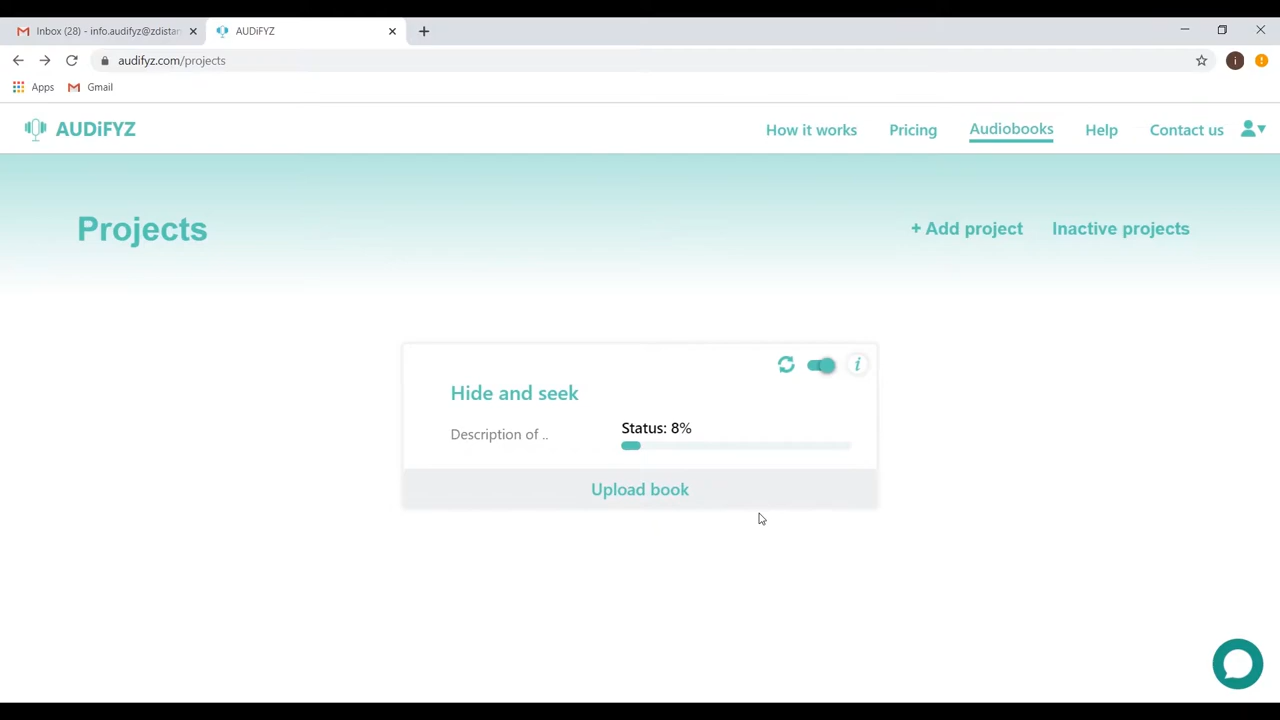 Inbox (28) - info.audifyz@zdistar
AUDiFYZ
audifyz.com/projects
i
Apps
Gmail
AUDiFYZ
How it works
Pricing
Audiobooks
Help
Contact us
Projects
+ Add project
Inactive projects
i
Hide and seek
Description of ..
Status: 8%
Upload book